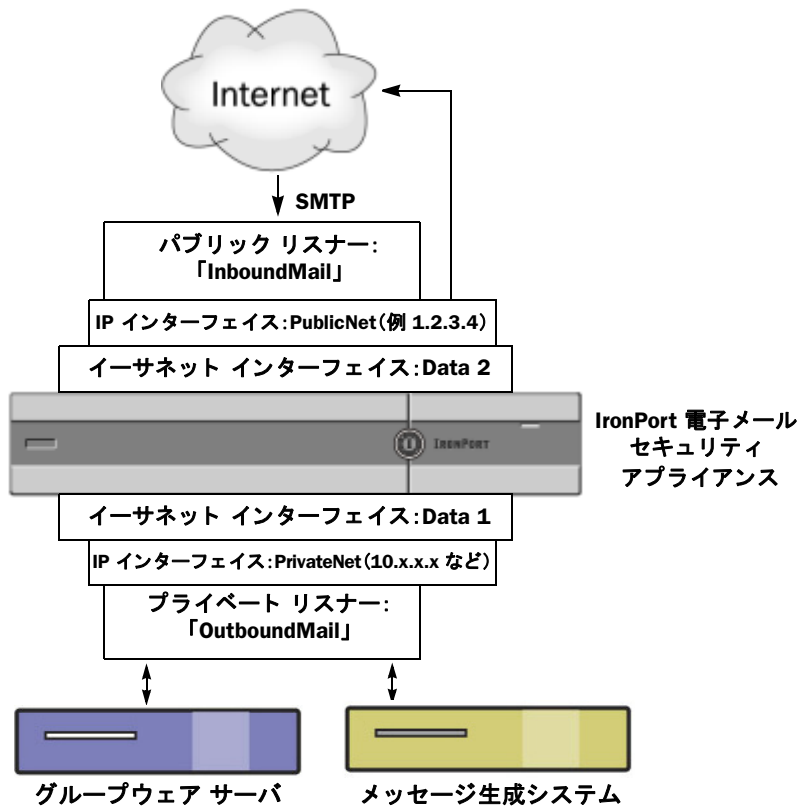 Internet
SMTP
パブリック リスナー：
「InboundMail」
IP インターフェイス：PublicNet（例 1.2.3.4）
イーサネット インターフェイス：Data 2
IRONPORT
IronPort 電子メール
セキュリティ
アプライアンス
イーサネット インターフェイス：Data 1
IP インターフェイス：PrivateNet（10.x.x.x など）
プライベート リスナー：
「OutboundMail」
グループウェア サーバ
メッセージ生成システム